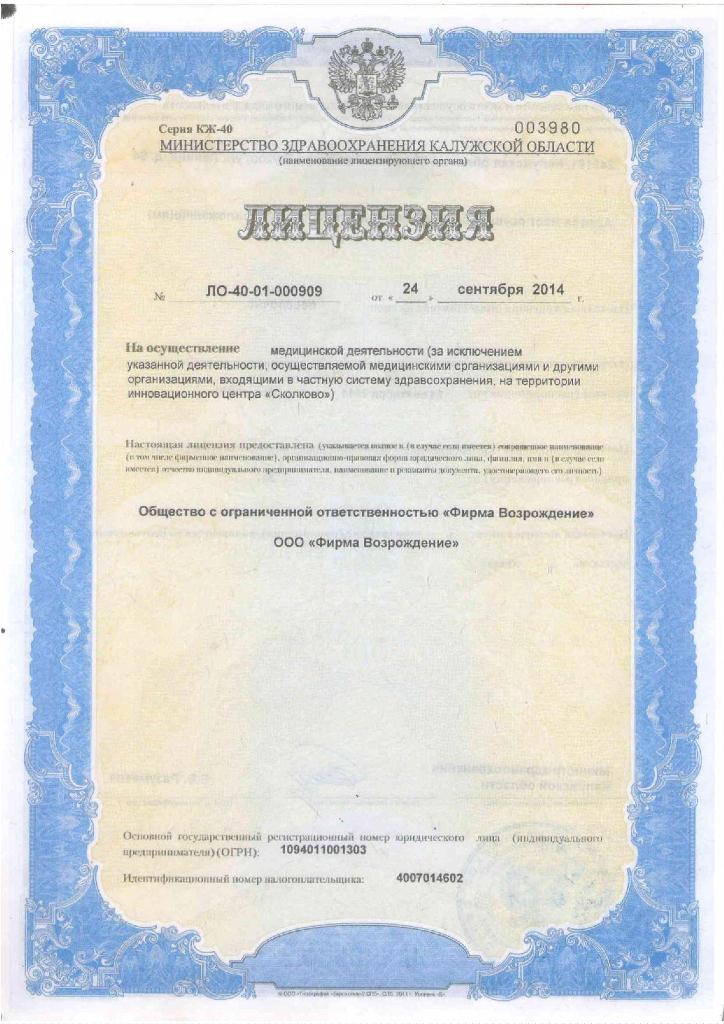 Серия КЖ-40 003980
МИНИСТЕРСТВО ЗДРАВООХРАНЕНИЯ КАЛУЖСКОЙ ОБЛАСТИ
(наименование лицензирующего органа)
ЛИЦЕНЗИЯ
№ ЛО-40-01-000909 от « 24 » сентября 2014 г.
На осуществление медицинской деятельности (за исключением
указанной деятельности, осуществляемой медицинскими организациями и другими
организациями, входящими в частную систему здравоохранения, на территории
инновационного центра «Сколково»)
Настоящая лицензия предоставлена (указывается полное и (в случае если имеется) сокращенное наименование
(в том числе фирменное наименование), организационно-правовая форма юридического лица, фамилия, имя и (в случае если
имеется) отчество индивидуального предпринимателя, наименование и реквизиты документа, удостоверяющего его личность)
Общество с ограниченной ответственностью «Фирма Возрождение»
ООО «Фирма Возрождение»
Основной государственный регистрационный номер юридического лица (индивидуального
предпринимателя) (ОГРН): 1094011001303
Идентификационный номер налогоплательщика: 4007014602